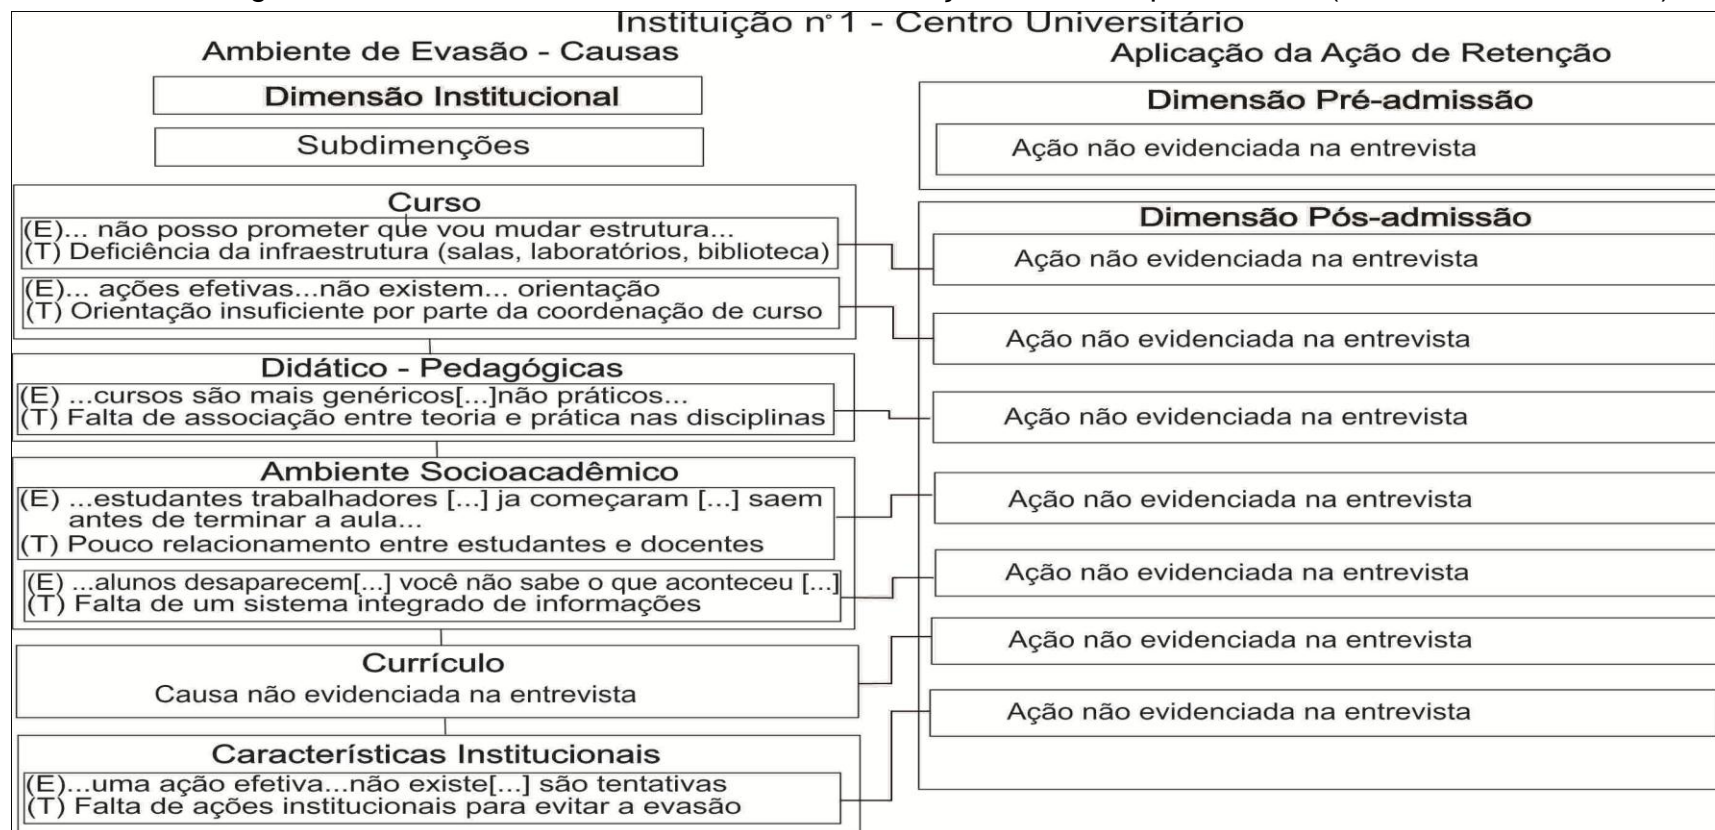 Instituição nº 1 - Centro Universitário
Ambiente de Evasão - Causas
Dimensão Institucional
Subdimenções
Curso
(E)... não posso prometer que vou mudar estrutura...
(T) Deficiência da infraestrutura (salas, laboratórios, biblioteca)
(E)... ações efetivas...não existem... orientação
(T) Orientação insuficiente por parte da coordenação de curso
Didático - Pedagógicas
(E) ...cursos são mais genéricos[...]não práticos...
(T) Falta de associação entre teoria e prática nas disciplinas
Ambiente Socioacadêmico
(E) ...estudantes trabalhadores [...] ja começaram [...] saem
antes de terminar a aula...
(T) Pouco relacionamento entre estudantes e docentes
(E) ...alunos desaparecem[...] você não sabe o que aconteceu [...]
(T) Falta de um sistema integrado de informações
Currículo
Causa não evidenciada na entrevista
Características Institucionais
(E)...uma ação efetiva...não existe[...] são tentativas
(T) Falta de ações institucionais para evitar a evasão
Aplicação da Ação de Retenção
Dimensão Pré-admissão
Ação não evidenciada na entrevista
Dimensão Pós-admissão
Ação não evidenciada na entrevista
Ação não evidenciada na entrevista
Ação não evidenciada na entrevista
Ação não evidenciada na entrevista
Ação não evidenciada na entrevista
Ação não evidenciada na entrevista
Ação não evidenciada na entrevista